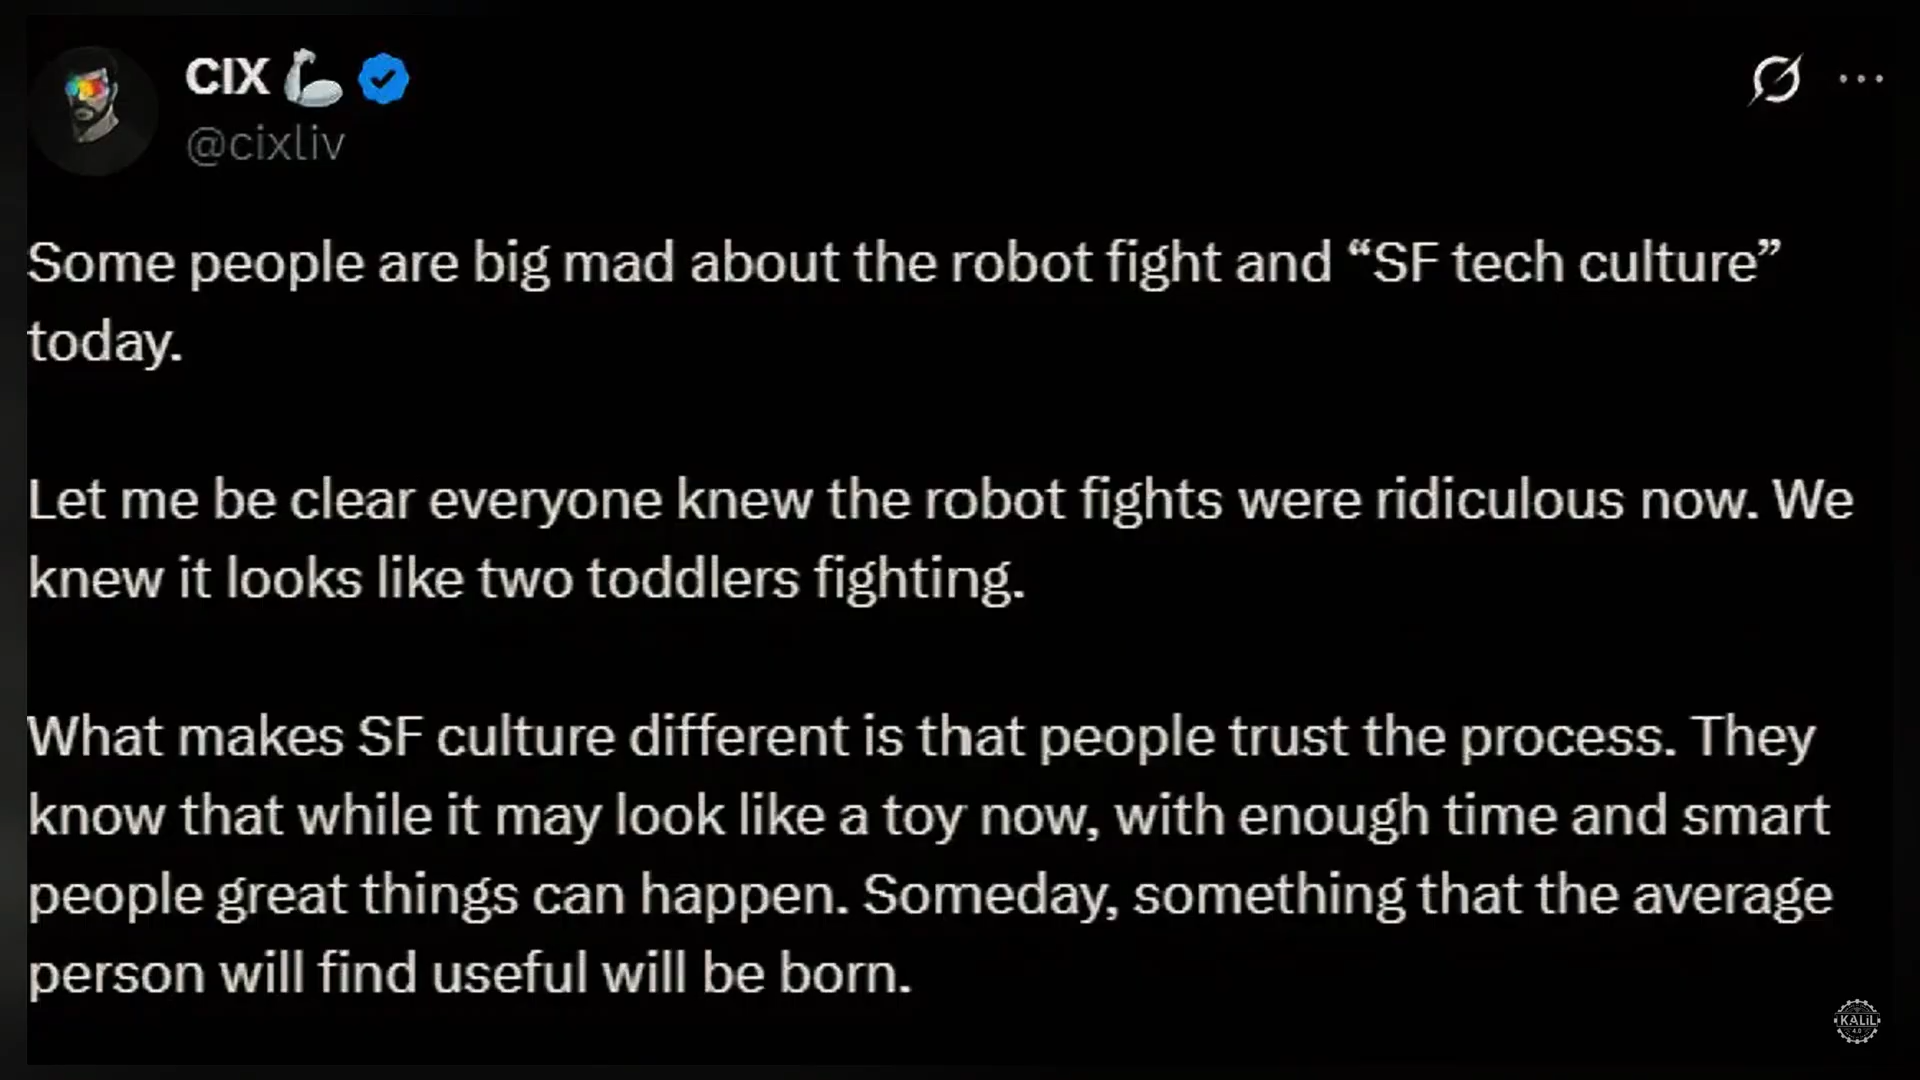 CIX 💪
@cixliv
Some people are big mad about the robot fight and “SF tech culture”
today.
Let me be clear everyone knew the robot fights were ridiculous now. We
knew it looks like two toddlers fighting.
What makes SF culture different is that people trust the process. They
know that while it may look like a toy now, with enough time and smart
people great things can happen. Someday, something that the average
person will find useful will be born.
KALiL
4.0